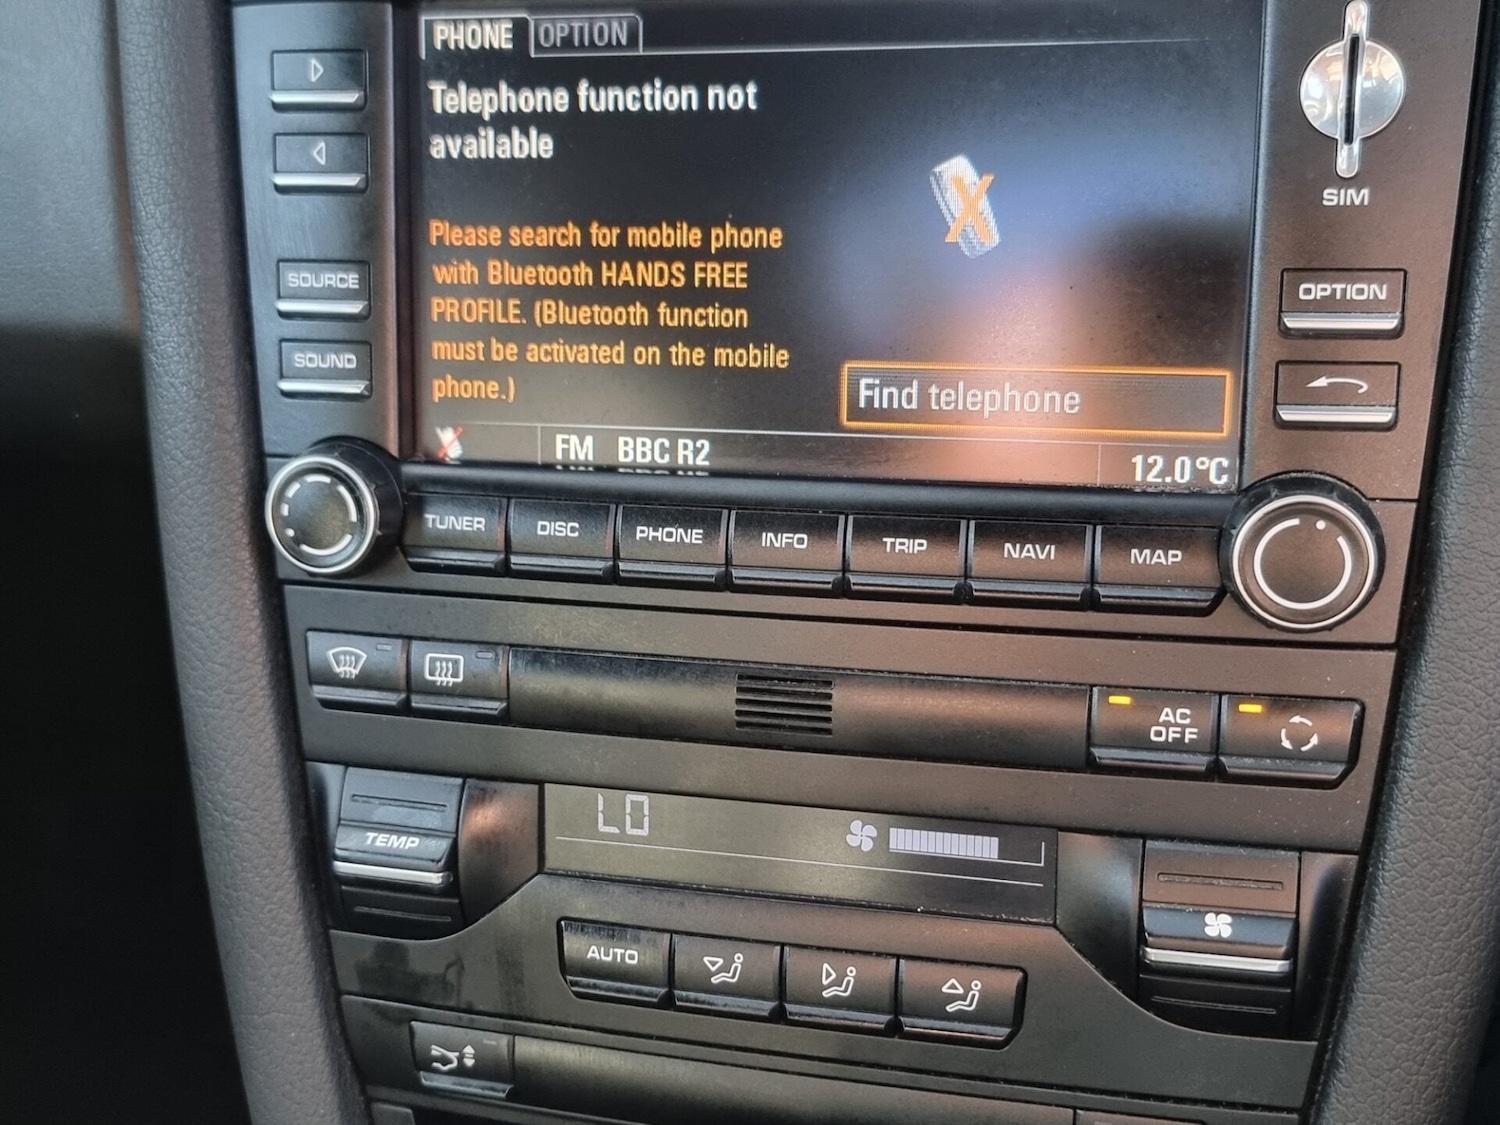 PHONE OPTION
Telephone function not
available
Please search for mobile phone
with Bluetooth HANDS FREE
PROFILE. (Bluetooth function
must be activated on the mobile
phone.)
Find telephone
FM BBC R2
12.0°C
SIM
SOURCE
SOUND
OPTION
TUNER DISC PHONE INFO TRIP NAVI MAP
AC
OFF
TEMP
LO
AUTO